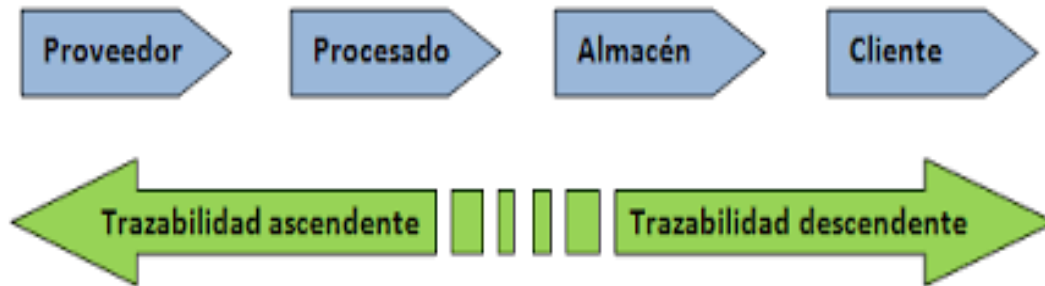 Proveedor
Procesado
Almacén
Cliente
Trazabilidad ascendente
Trazabilidad descendente